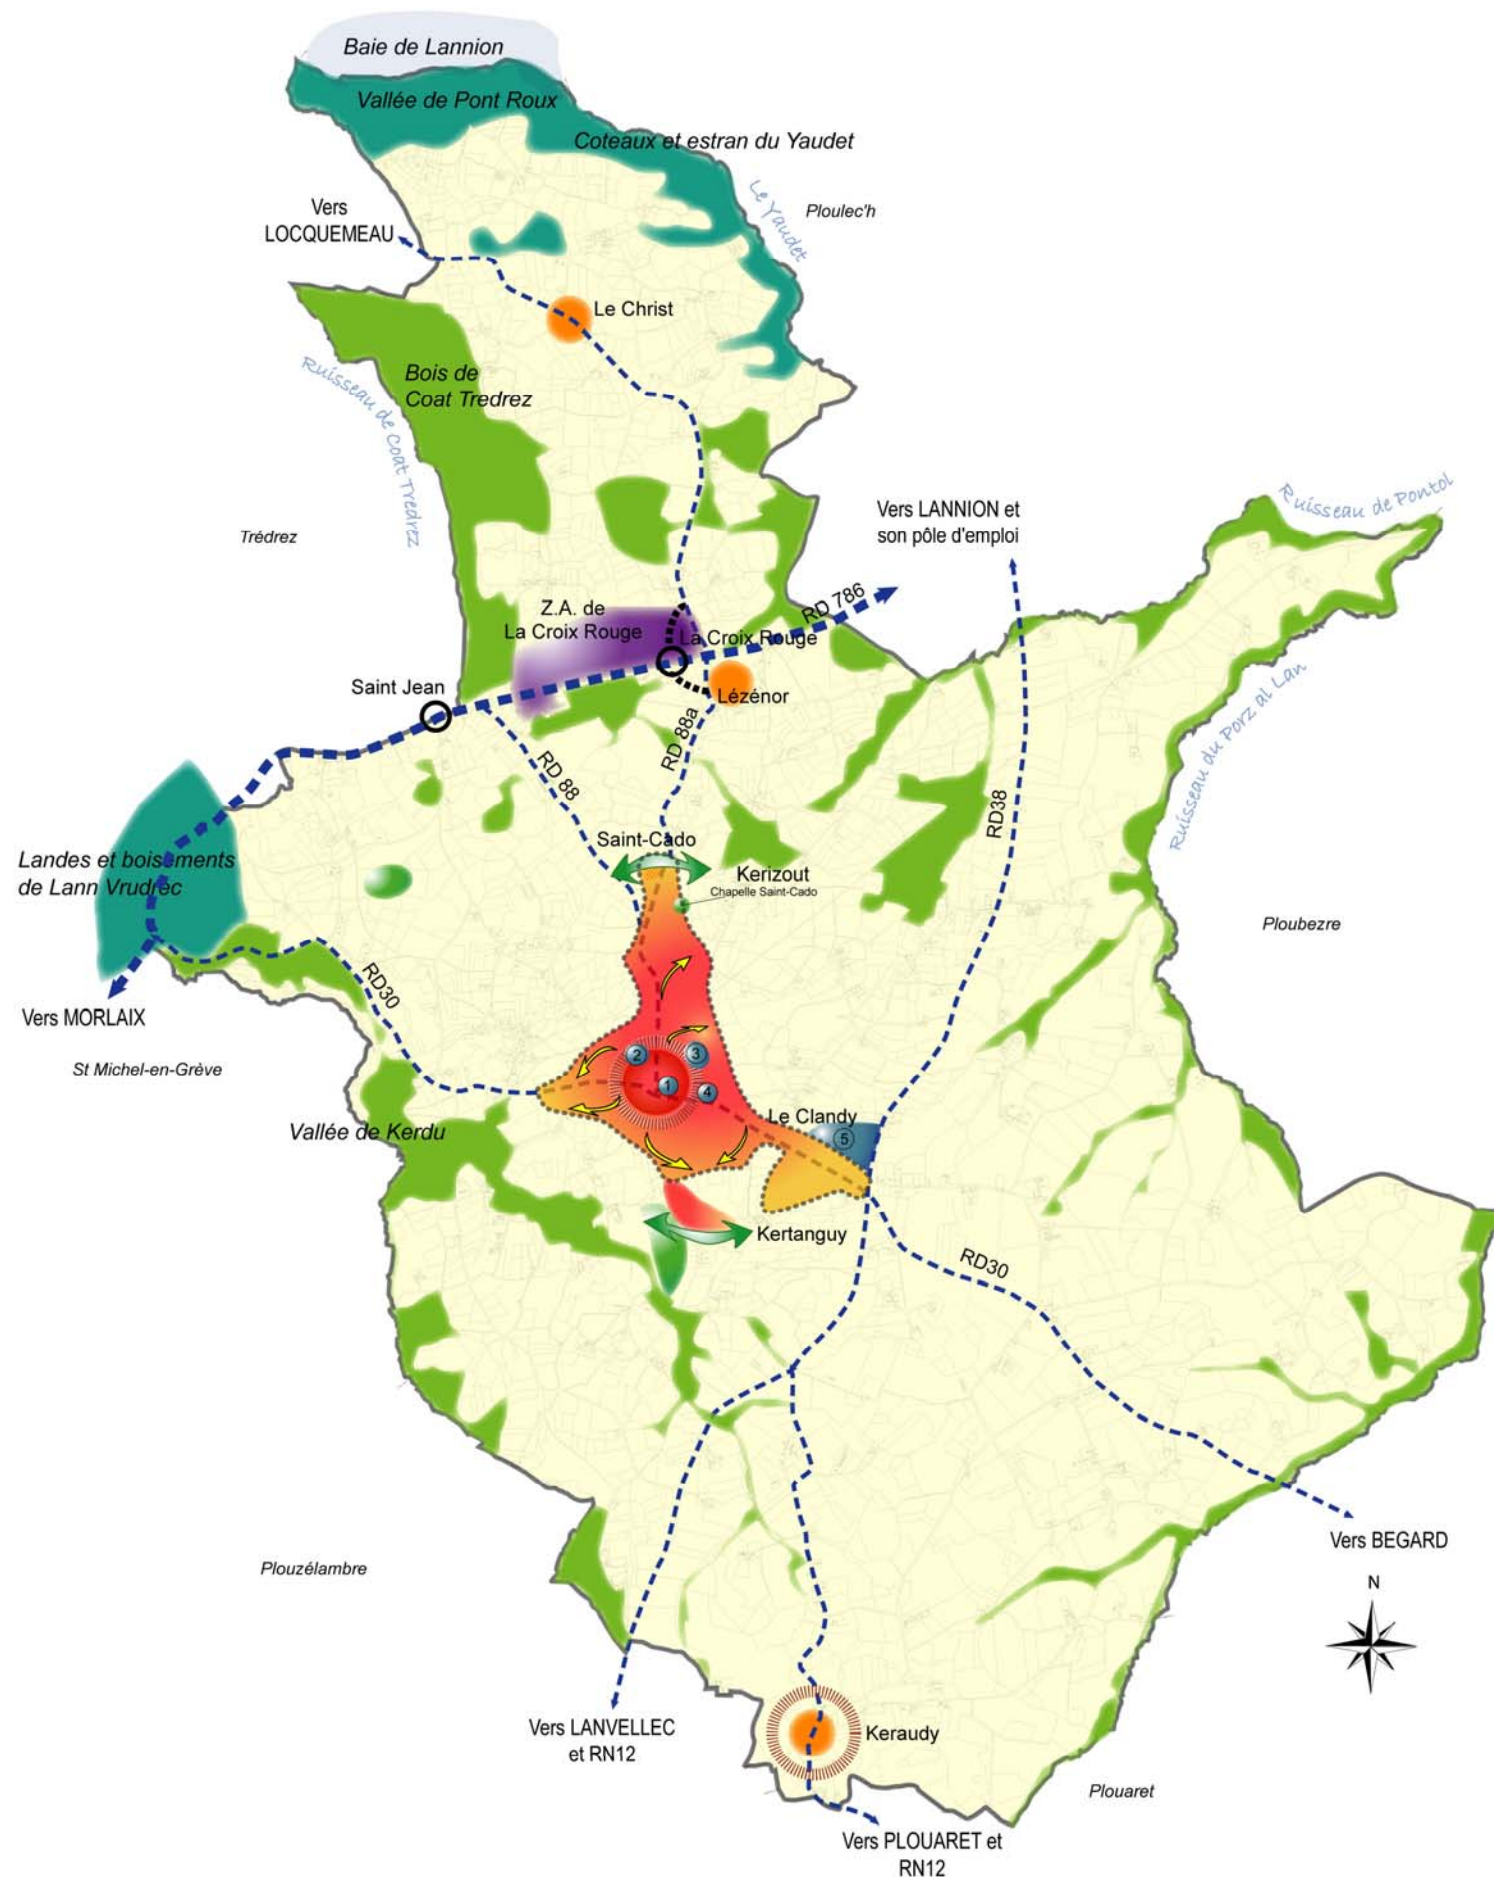 Baie de Lannion
Vallée de Pont Roux
Coteaux et estran du Yaudet
Le Yaudet
Ploulec'h
Vers
LOCQUEMEAU
Le Christ
Bois de
Coat Tredrez
Ruisseau de Coat Tredrez
Trédrez
Vers LANNION et
son pôle d'emploi
Ruisseau de Pontol
Z.A. de
La Croix Rouge
La Croix Rouge
RD 786
Saint Jean
Lézénor
RD 88
RD 88a
RD38
Ruisseau du Porz al Lan
Landes et boisements
de Lann Vrudrec
Saint-Cado
Kerizout
Chapelle Saint-Cado
Ploubezre
RD30
Vers MORLAIX
St Michel-en-Grève
2
3
1
4
Le Clandy
5
Vallée de Kerdu
Kertanguy
RD30
Vers BEGARD
N
Plouzélambre
Vers LANVELLEC
et RN12
Keraudy
Plouaret
Vers PLOUARET et
RN12